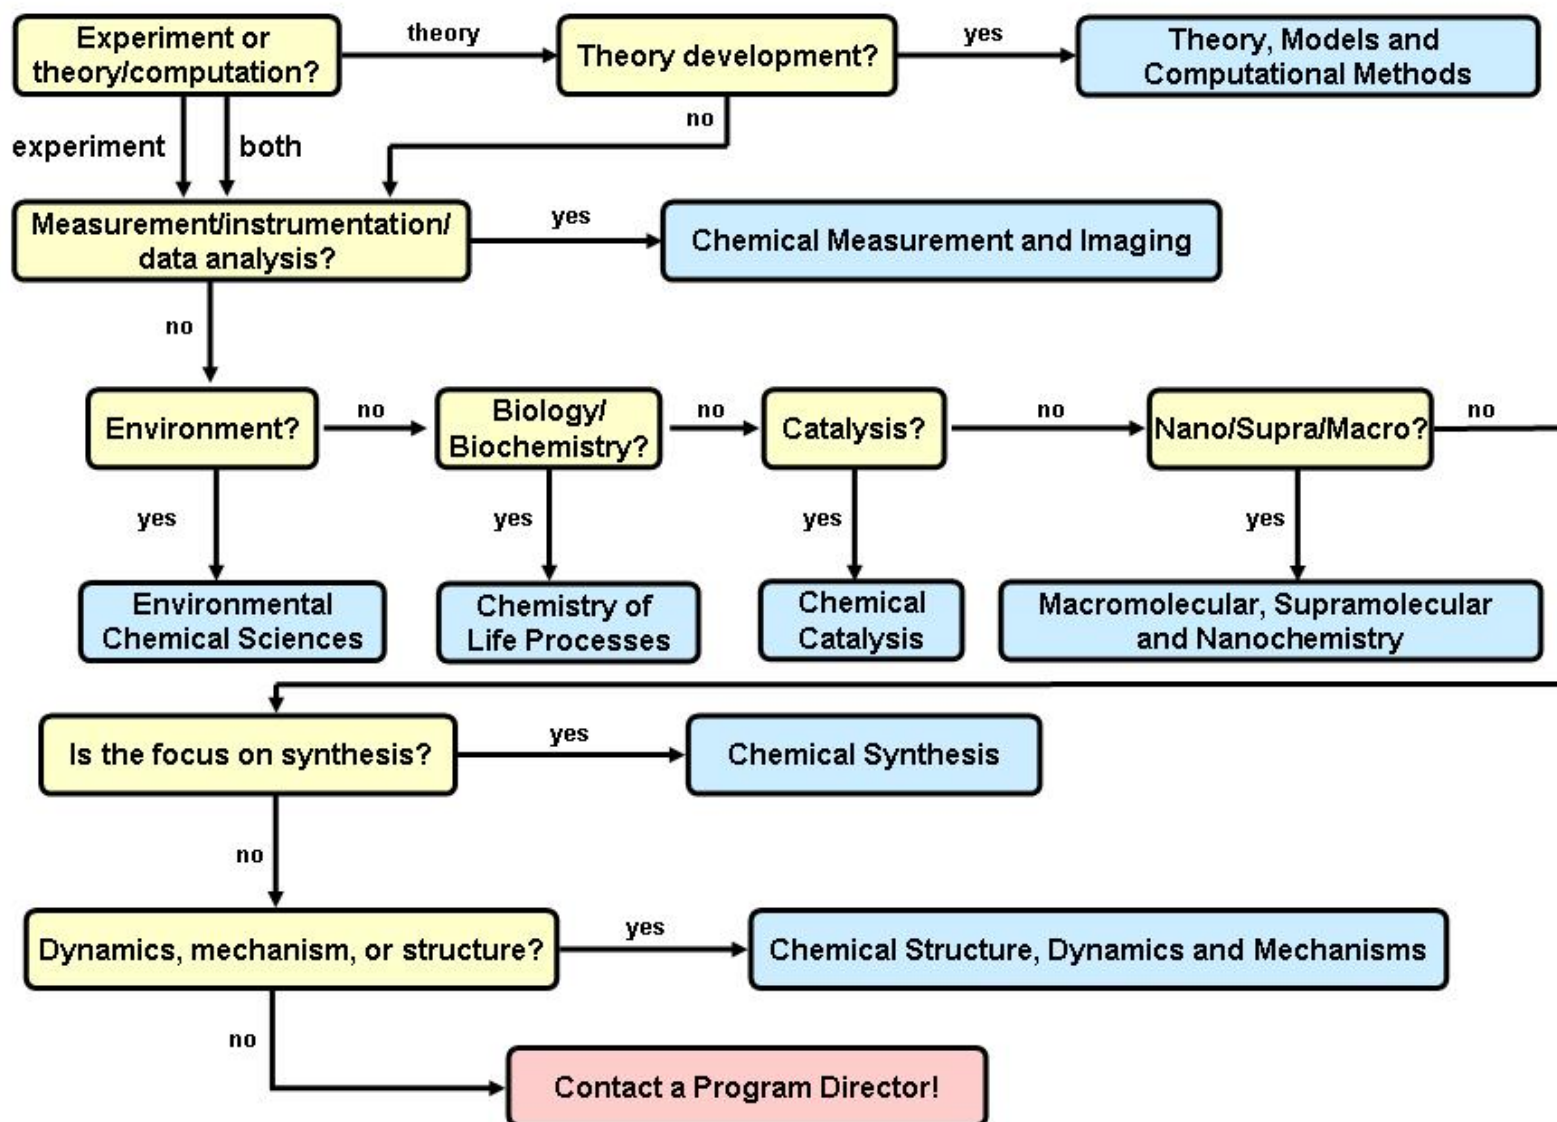 Experiment or
theory/computation?
theory
Theory development?
yes
Theory, Models and
Computational Methods
experiment
both
no
Measurement/instrumentation/
data analysis?
yes
Chemical Measurement and Imaging
no
Environment?
no
Biology/
Biochemistry?
no
Catalysis?
no
Nano/Supra/Macro?
no
yes
yes
yes
yes
Environmental
Chemical Sciences
Chemistry of
Life Processes
Chemical
Catalysis
Macromolecular, Supramolecular
and Nanochemistry
Is the focus on synthesis?
yes
Chemical Synthesis
no
Dynamics, mechanism, or structure?
yes
Chemical Structure, Dynamics and Mechanisms
no
Contact a Program Director!